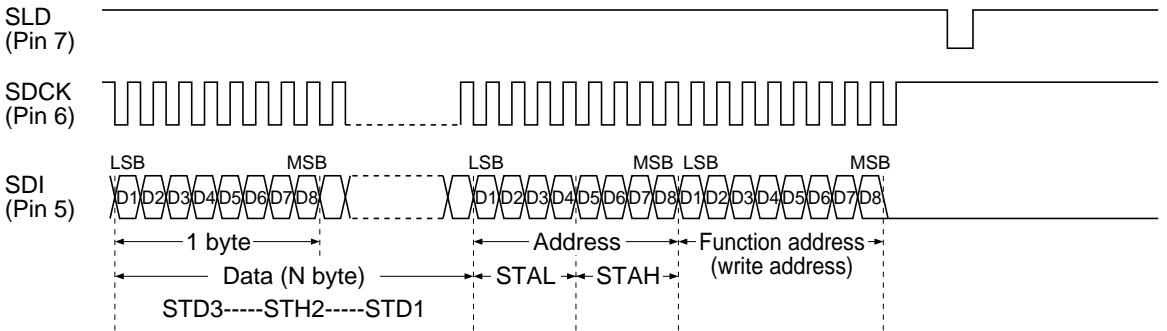 SLD
(Pin 7)
SDCK
(Pin 6)
LSB MSB LSB MSB LSB MSB
SDI
(Pin 5)
D1 D2 D3 D4 D5 D6 D7 D8 D1 D2 D3 D4 D5 D6 D7 D8 D1 D2 D3 D4 D5 D6 D7 D8
1 byte Address Function address
(write address)
Data (N byte) STAL STAH
STD3-----STH2-----STD1